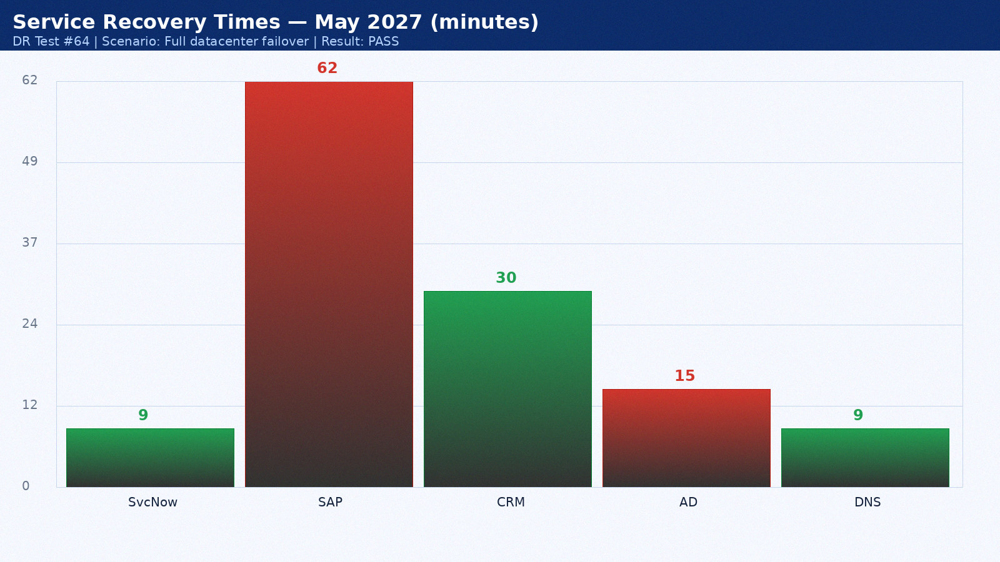 Service Recovery Times — May 2027 (minutes)
DR Test #64 | Scenario: Full datacenter failover | Result: PASS
62
62
49
37
30
24
15
12
9
9
0
SvcNow
SAP
CRM
AD
DNS